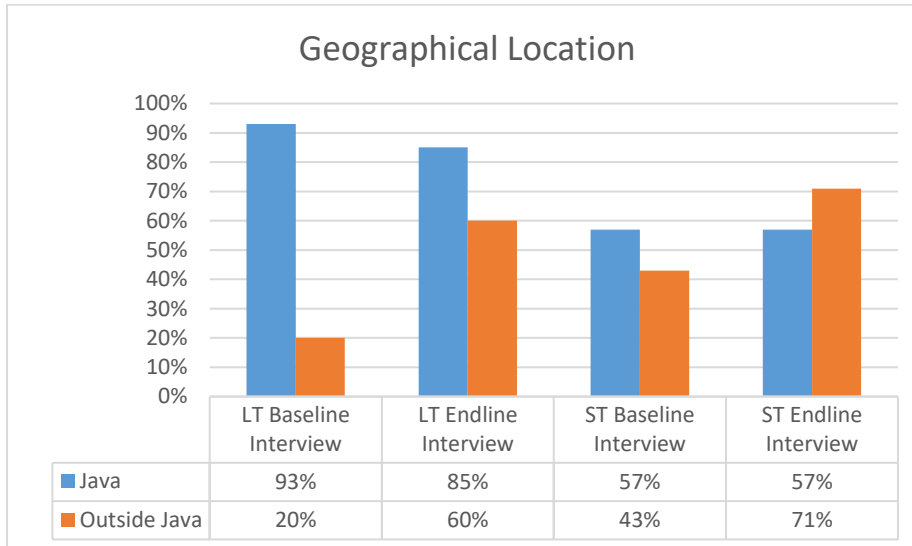 Geographical Location
100%
90%
80%
70%
60%
50%
40%
30%
20%
10%
0%
LT Baseline Interview
LT Endline Interview
ST Baseline Interview
ST Endline Interview
Java 93% 85% 57% 57%
Outside Java 20% 60% 43% 71%